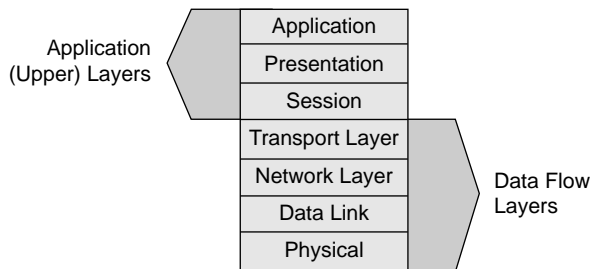 Application
(Upper) Layers
Application
Presentation
Session
Transport Layer
Network Layer
Data Link
Physical
Data Flow
Layers